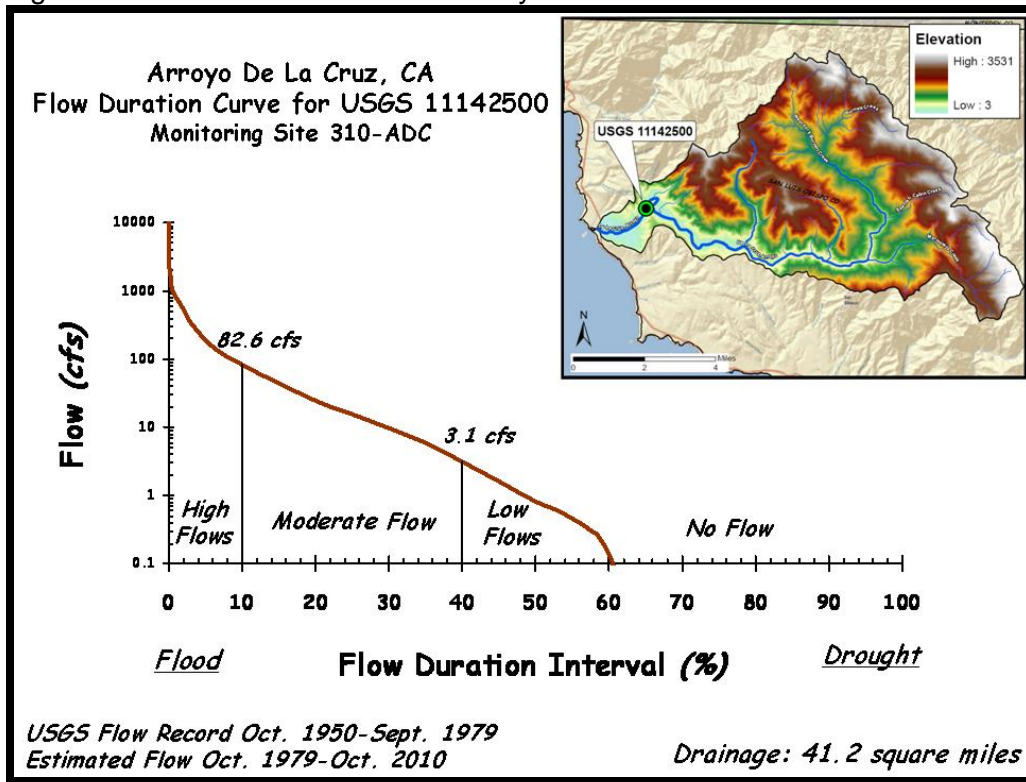 Arroyo De La Cruz, CA
Flow Duration Curve for USGS 11142500
Monitoring Site 310-ADC
Elevation
High : 3531
Low : 3
USGS 11142500
SAN LUIS OBISPO CO
N
Miles
0 2 4
Flow (cfs)
10000
1000
100
10
1
0.1
82.6 cfs
3.1 cfs
High
Flows
Moderate Flow
Low
Flows
No Flow
0 10 20 30 40 50 60 70 80 90 100
Flood
Flow Duration Interval (%)
Drought
USGS Flow Record Oct. 1950-Sept. 1979
Estimated Flow Oct. 1979-Oct. 2010
Drainage: 41.2 square miles